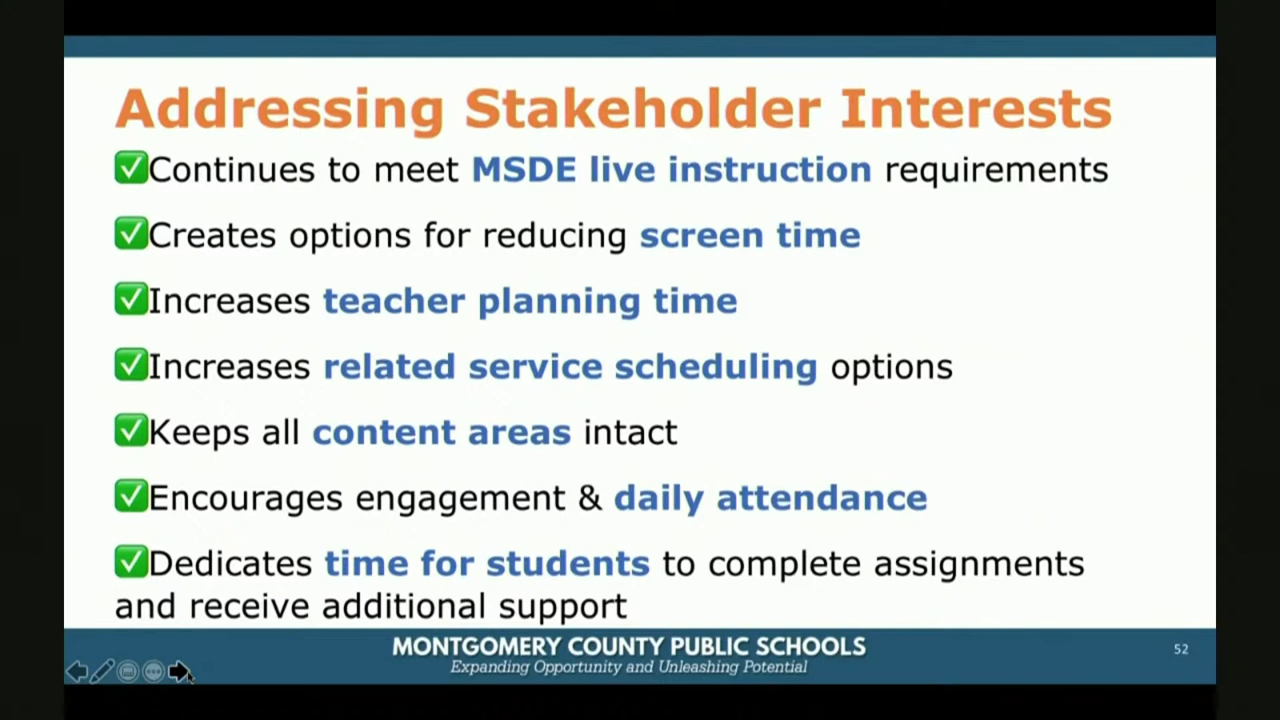 Addressing Stakeholder Interests
✅Continues to meet MSDE live instruction requirements
✅Creates options for reducing screen time
✅Increases teacher planning time
✅Increases related service scheduling options
✅Keeps all content areas intact
✅Encourages engagement & daily attendance
✅Dedicates time for students to complete assignments
and receive additional support
MONTGOMERY COUNTY PUBLIC SCHOOLS
Expanding Opportunity and Unleashing Potential
52